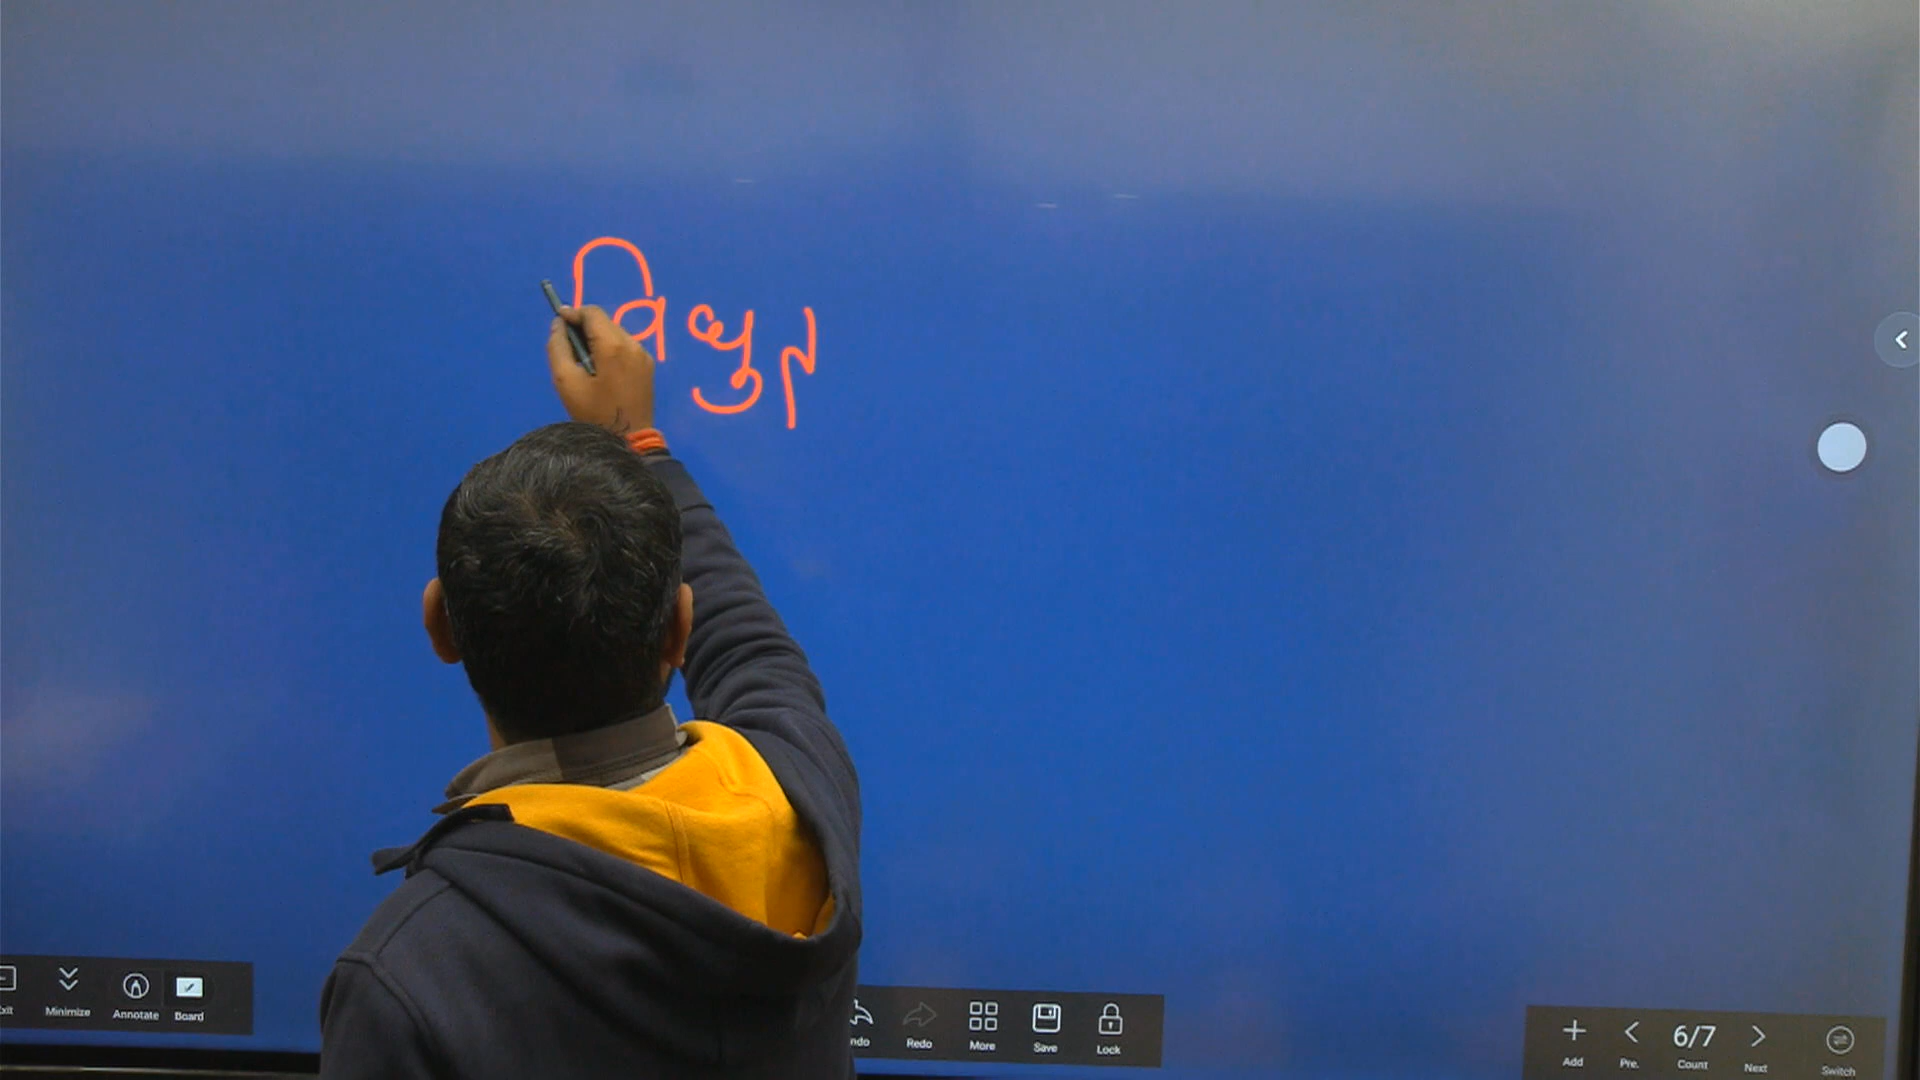 विधुत
Minimize Annotate Board Redo More Save Lock
6/7
Add Pre. Count Next Switch